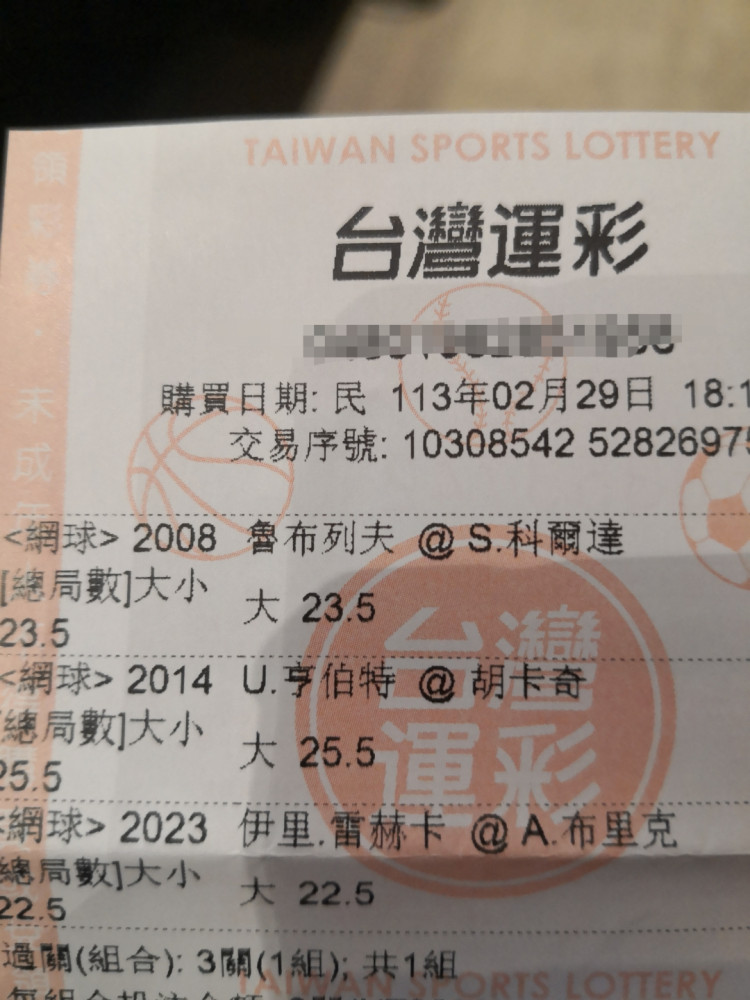 TAIWAN SPORTS LOTTERY
台灣運彩
購買日期: 民 113年02月29日 18:1
交易序號: 10308542 5282697
<網球> 2008 魯布列夫 @ S.科爾達
[總局數]大小 大 23.5
23.5
<網球> 2014 U.亨伯特 @ 胡卡奇
總局數]大小 大 25.5
25.5
<網球> 2023 伊里.雷赫卡 @ A.布里克
總局數]大小 大 22.5
22.5
台灣
運彩
過關(組合): 3關(1組); 共1組
TAIWAN SPORTS LOTTERY
未成